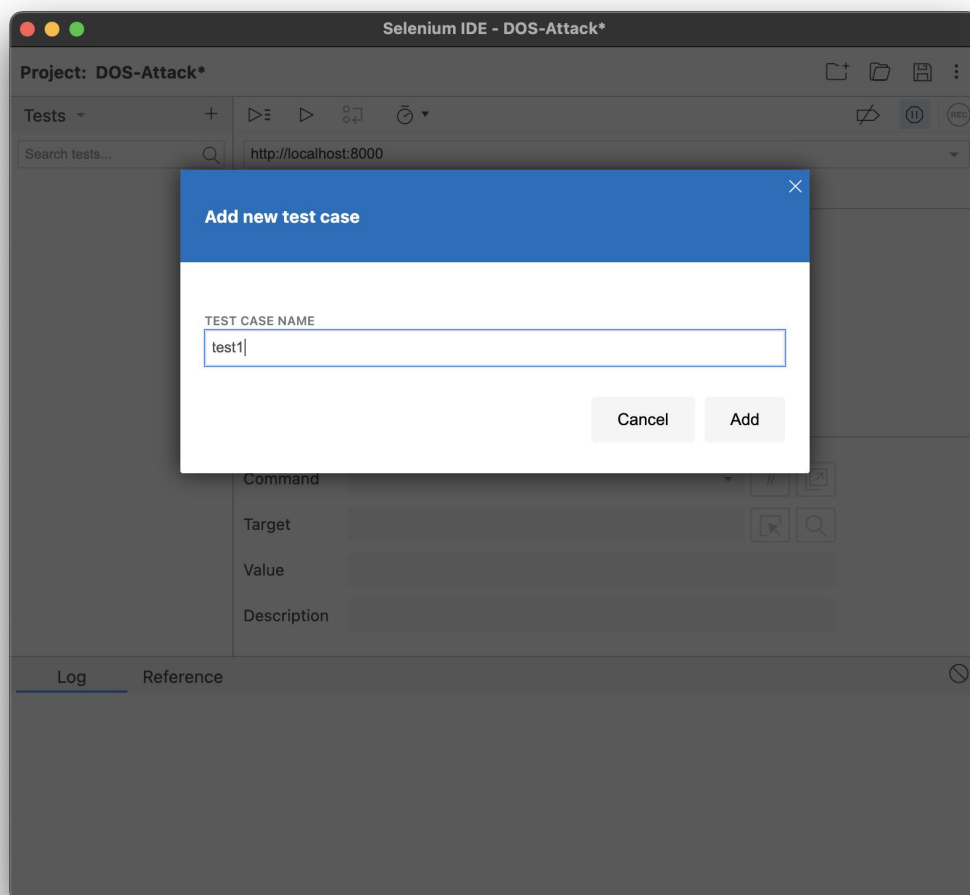 Selenium IDE - DOS-Attack*
Project: DOS-Attack*
Tests
Search tests...
http://localhost:8000
REC
Add new test case
TEST CASE NAME
test1
Cancel
Add
Command
//
Target
Value
Description
Log
Reference